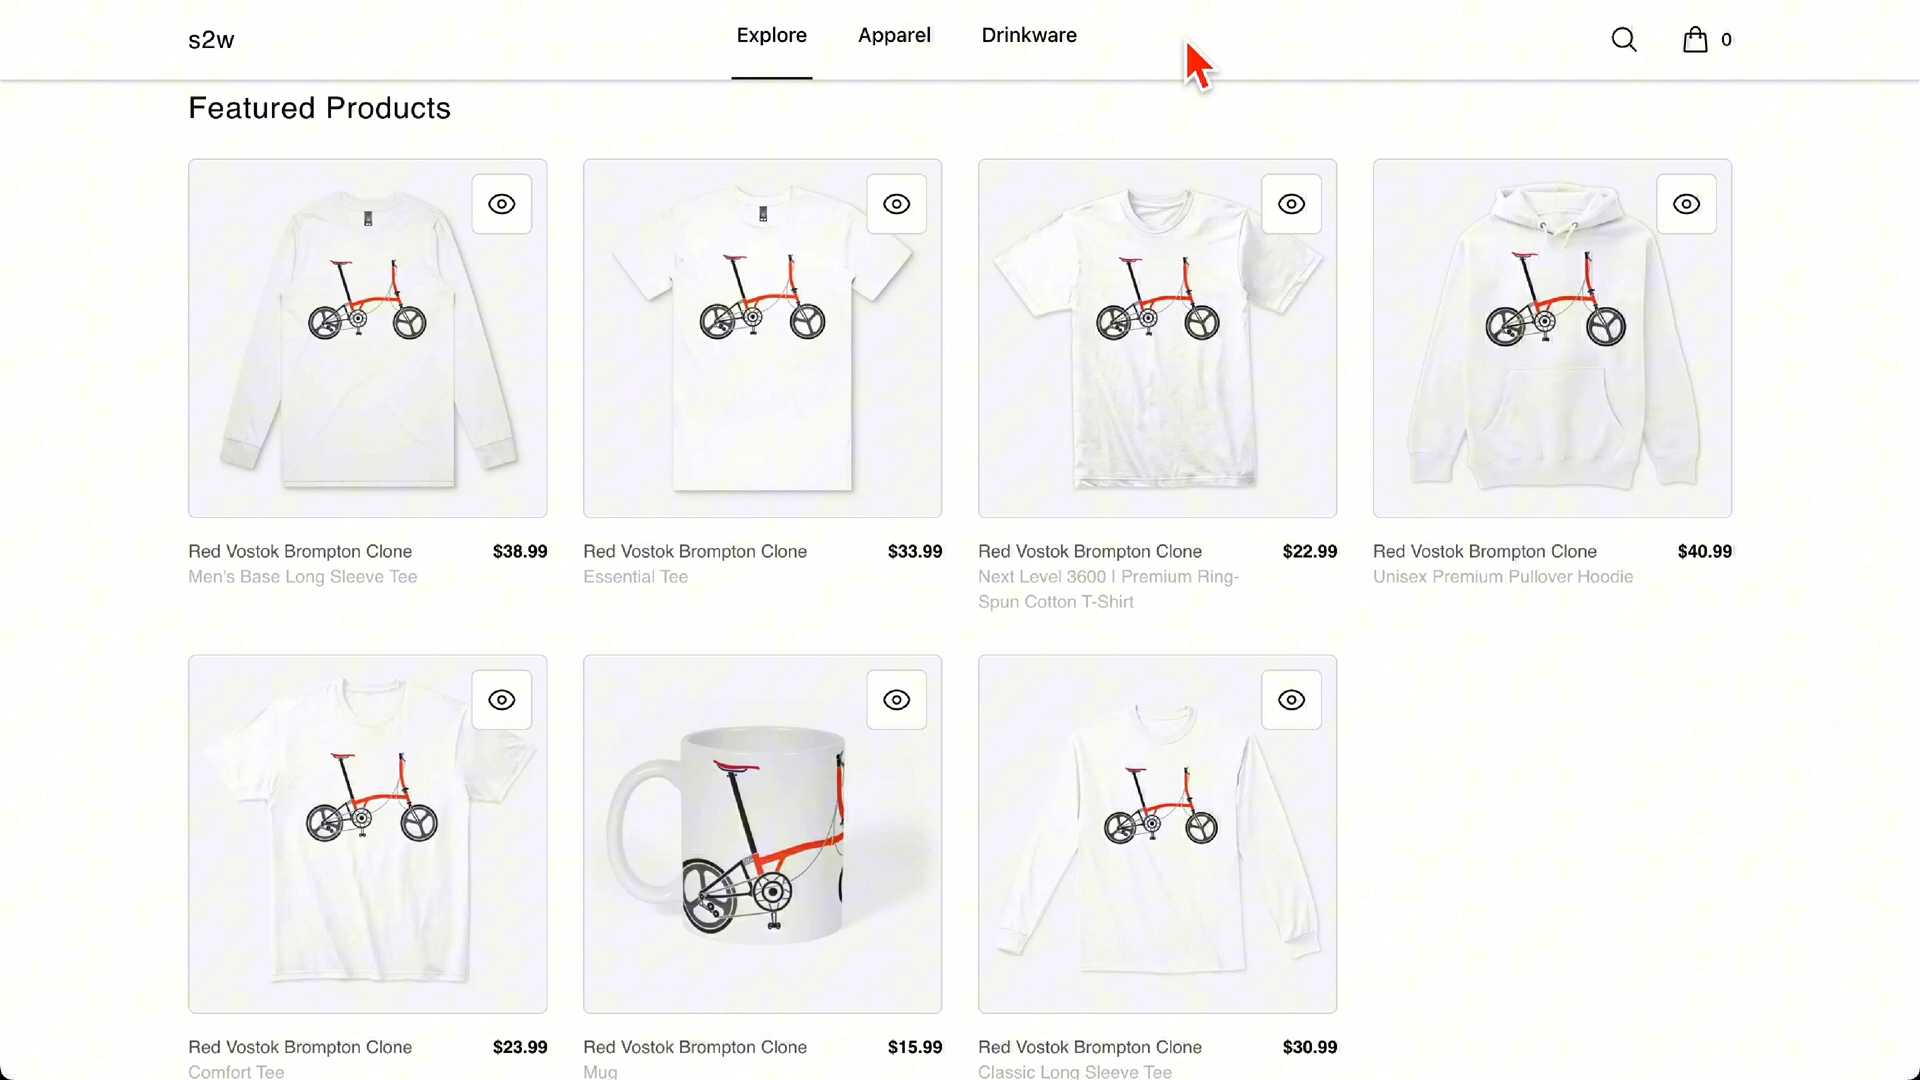 s2w
Explore
Apparel
Drinkware
0
Featured Products
Red Vostok Brompton Clone $38.99
Men's Base Long Sleeve Tee
Red Vostok Brompton Clone $33.99
Essential Tee
Red Vostok Brompton Clone $22.99
Next Level 3600 | Premium Ring-
Spun Cotton T-Shirt
Red Vostok Brompton Clone $40.99
Unisex Premium Pullover Hoodie
Red Vostok Brompton Clone $23.99
Comfort Tee
Red Vostok Brompton Clone $15.99
Mug
Red Vostok Brompton Clone $30.99
Classic Long Sleeve Tee